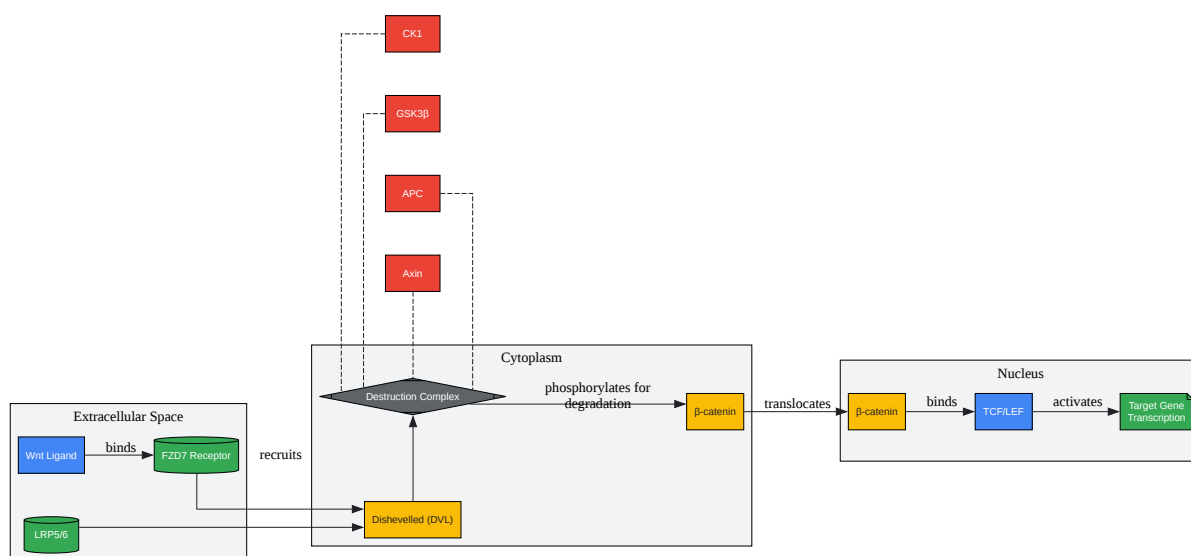 CK1
GSK3β
APC
Axin
Cytoplasm
Destruction Complex
phosphorylates for
degradation
β-catenin
translocates
Nucleus
β-catenin
binds
TCF/LEF
activates
Target Gene
Transcription
Extracellular Space
Wnt Ligand
binds
FZD7 Receptor
recruits
LRP5/6
Dishevelled (DVL)